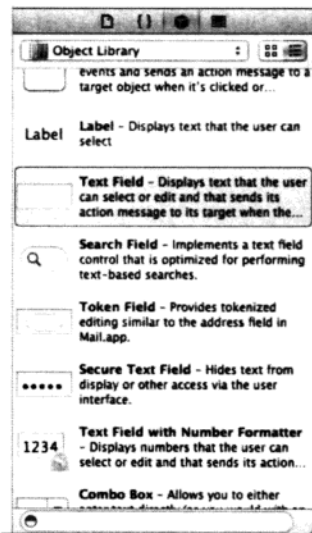 { }
Object Library
events and sends an action message to a
target object when it's clicked or...
Label
Label – Displays text that the user can
select
Text Field – Displays text that the user
can select or edit and that sends its
action message to its target when the...
Search Field – Implements a text field
control that is optimized for performing
text-based searches.
Token Field – Provides tokenized
editing similar to the address field in
Mail.app.
Secure Text Field – Hides text from
display or other access via the user
interface.
1234
Text Field with Number Formatter
– Displays numbers that the user can
select or edit and that sends its action...
Combo Box – Allows you to either